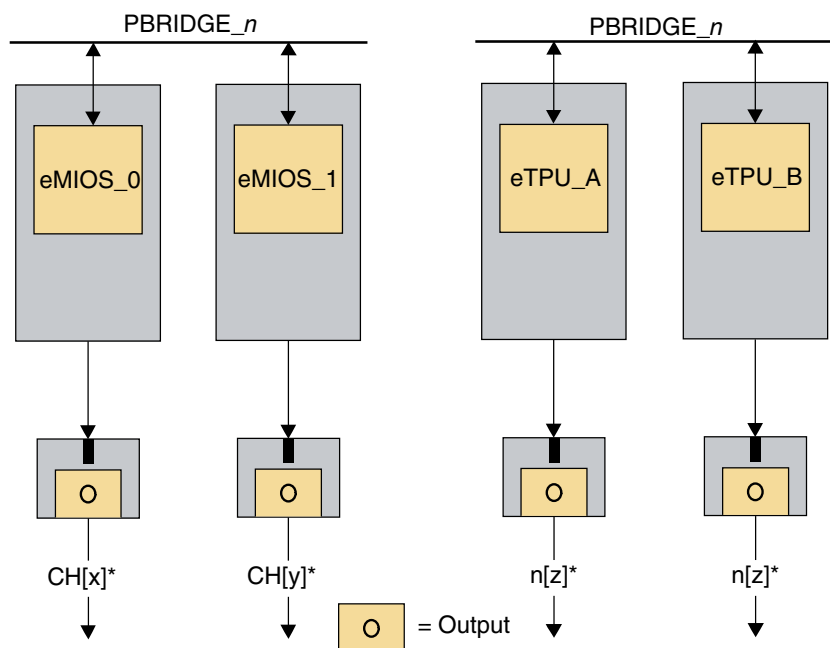 PBRIDGE_n
PBRIDGE_n
eMIOS_0
eMIOS_1
eTPU_A
eTPU_B
O
O
O
O
CH[x]*
CH[y]*
n[z]*
n[z]*
O = Output